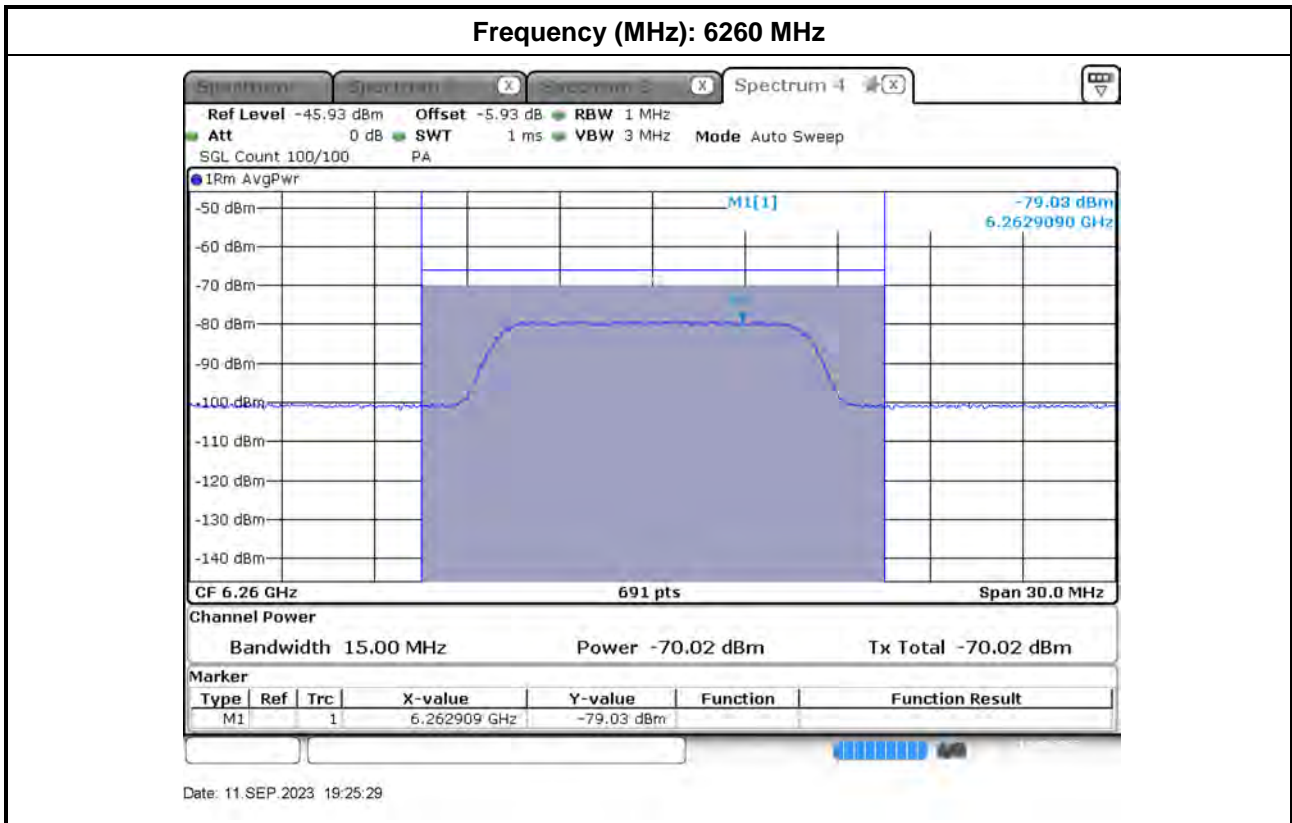 Frequency (MHz): 6260 MHz
Spectrum 4
Ref Level -45.93 dBm Offset -5.93 dB RBW 1 MHz
Att 0 dB SWT 1 ms VBW 3 MHz Mode Auto Sweep
SGL Count 100/100 PA
1Rm AvgPwr
M1[1] -79.03 dBm
6.2629090 GHz
-50 dBm
-60 dBm
-70 dBm
-80 dBm
-90 dBm
-100 dBm
-110 dBm
-120 dBm
-130 dBm
-140 dBm
CF 6.26 GHz 691 pts Span 30.0 MHz
Channel Power
Bandwidth 15.00 MHz Power -70.02 dBm Tx Total -70.02 dBm
Marker
Type Ref Trc X-value Y-value Function Function Result
M1 1 6.262909 GHz -79.03 dBm
Date: 11.SEP.2023 19:25:29